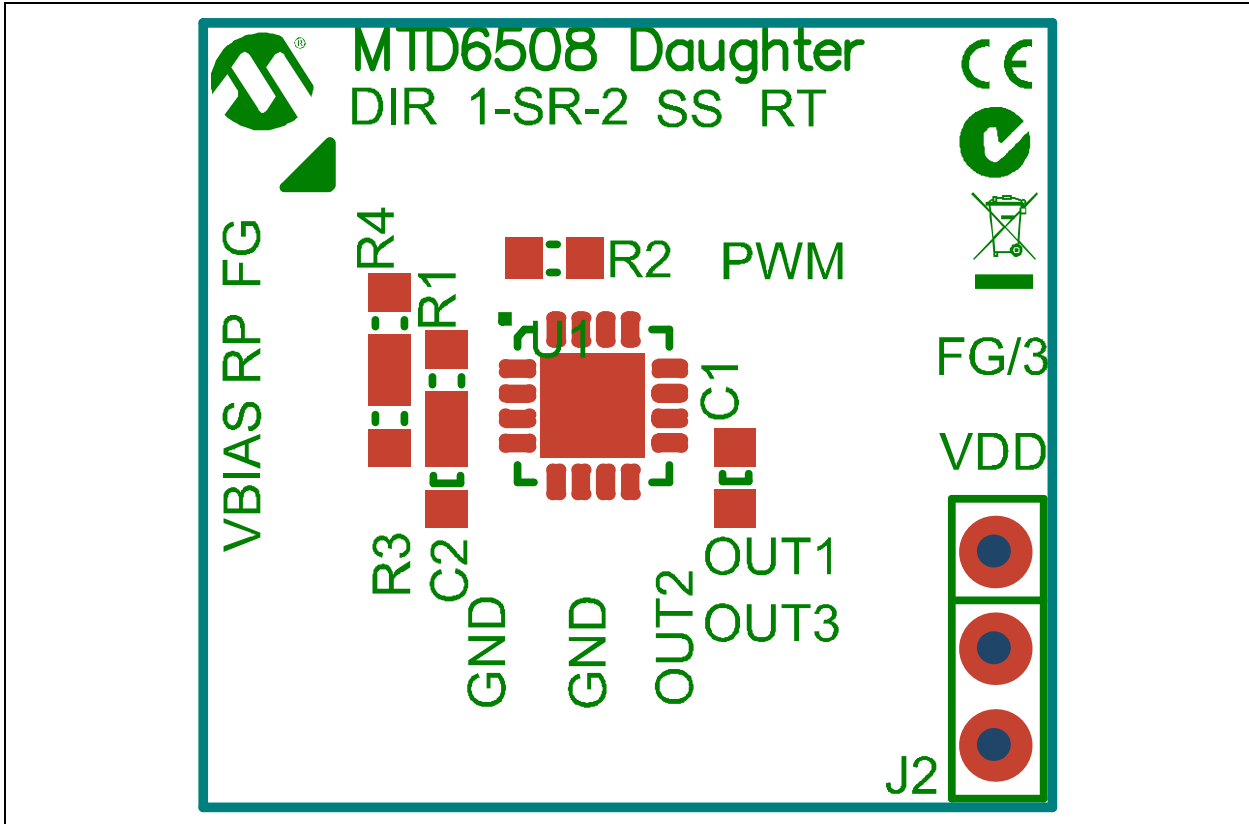 MTD6508 Daughter
®
CE
DIR 1-SR-2 SS RT
VBIAS RP FG
R4
R1
R2
PWM
U1
FG/3
C1
VDD
R3
C2
OUT1
OUT2
OUT3
GND
GND
J2